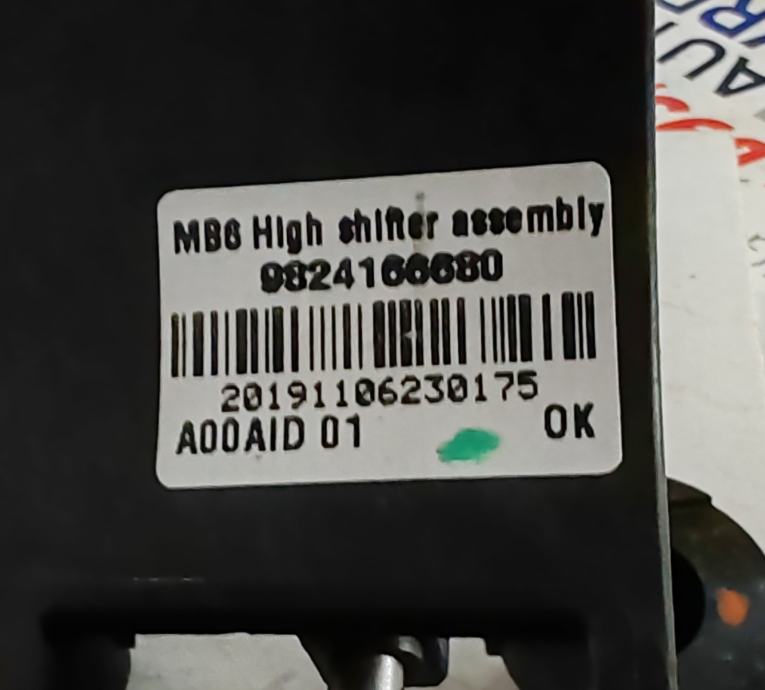 MB6 High shifter assembly
9824166680
20191106230175
A00AID 01 OK